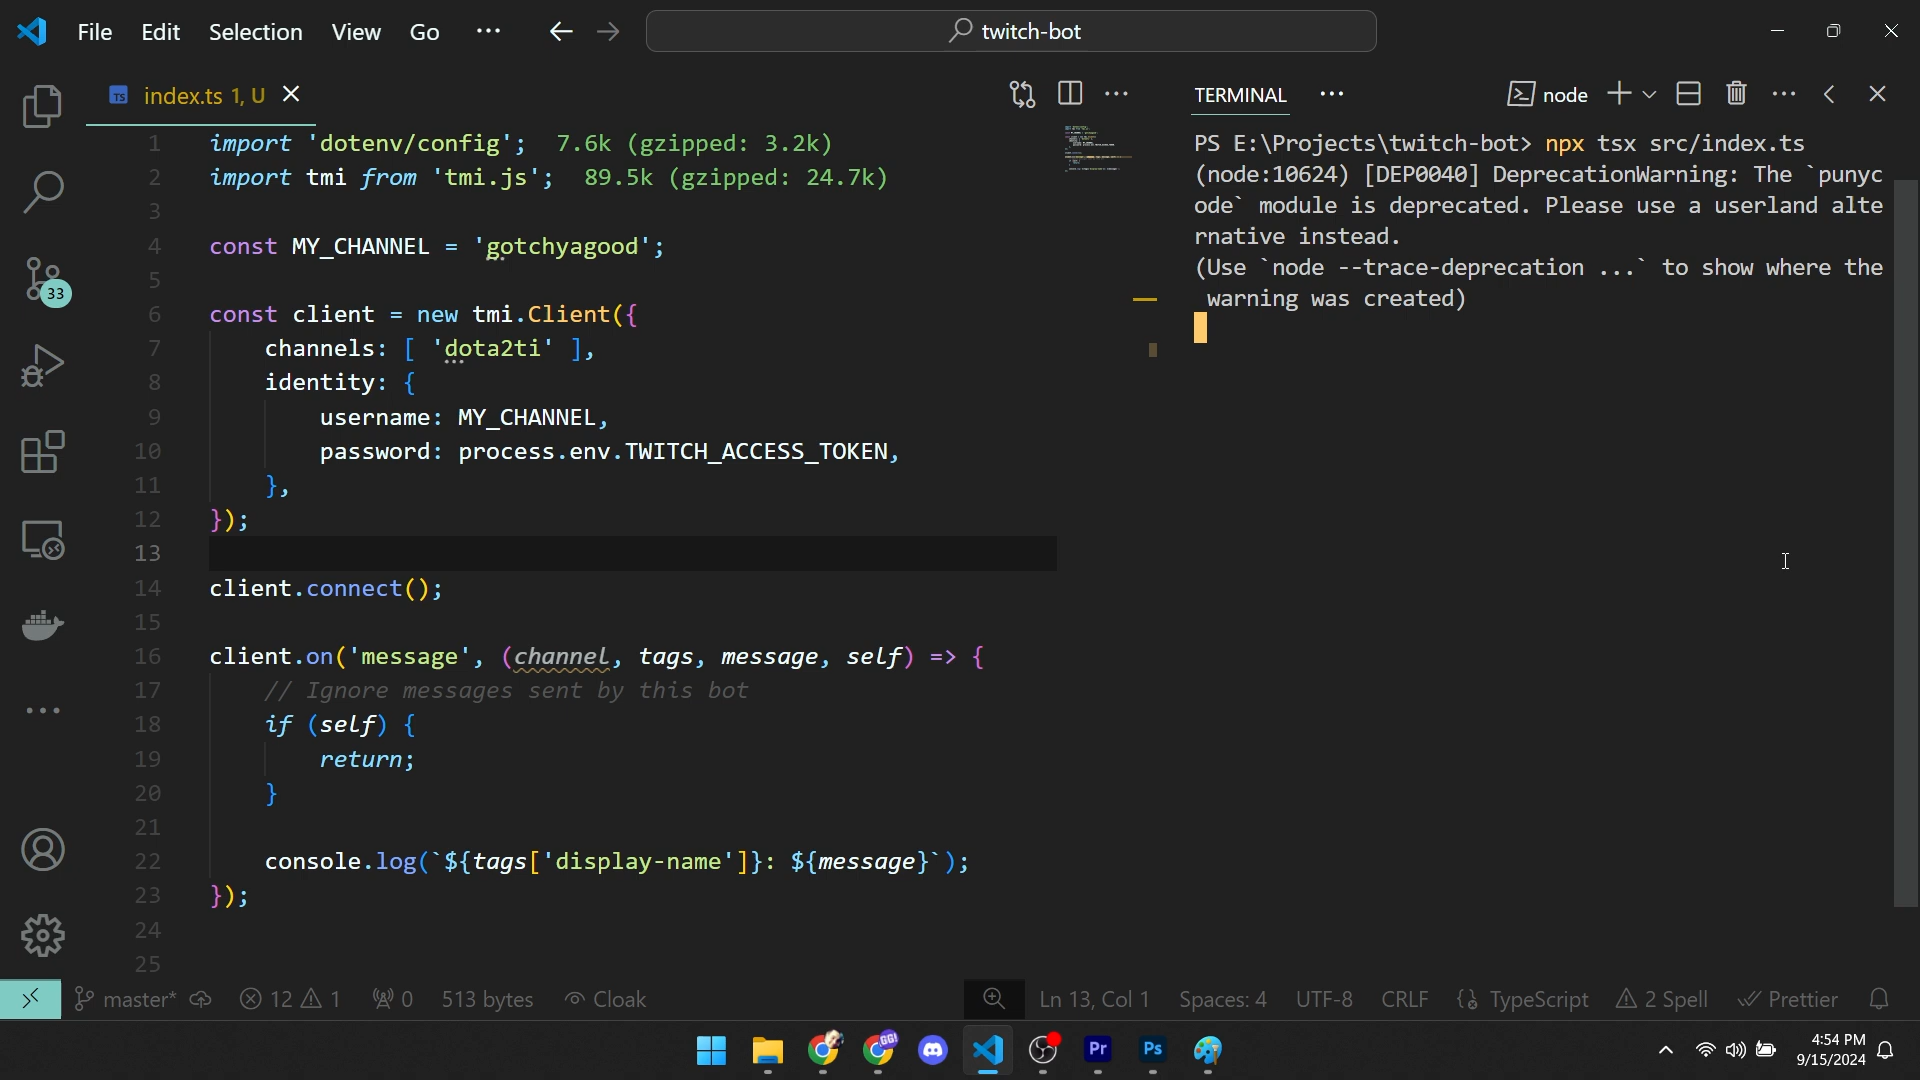 File Edit Selection View Go ··· twitch-bot
index.ts 1, U
TERMINAL ··· node
1 import 'dotenv/config'; 7.6k (gzipped: 3.2k)
2 import tmi from 'tmi.js'; 89.5k (gzipped: 24.7k)
3
4 const MY_CHANNEL = 'gotchyagood';
5
6 const client = new tmi.Client({
7 channels: [ 'dota2ti' ],
8 identity: {
9 username: MY_CHANNEL,
10 password: process.env.TWITCH_ACCESS_TOKEN,
11 },
12 });
13
14 client.connect();
15
16 client.on('message', (channel, tags, message, self) => {
17 // Ignore messages sent by this bot
18 if (self) {
19 return;
20 }
21
22 console.log(`${tags['display-name']}: ${message}`);
23 });
24
25
PS E:\Projects\twitch-bot> npx tsx src/index.ts
(node:10624) [DEP0040] DeprecationWarning: The `punyc
ode` module is deprecated. Please use a userland alte
rnative instead.
(Use `node --trace-deprecation ...` to show where the
warning was created)
33
master* 12 1 0 513 bytes Cloak Ln 13, Col 1 Spaces: 4 UTF-8 CRLF TypeScript 2 Spell Prettier
GG!
Pr
Ps
4:54 PM
9/15/2024